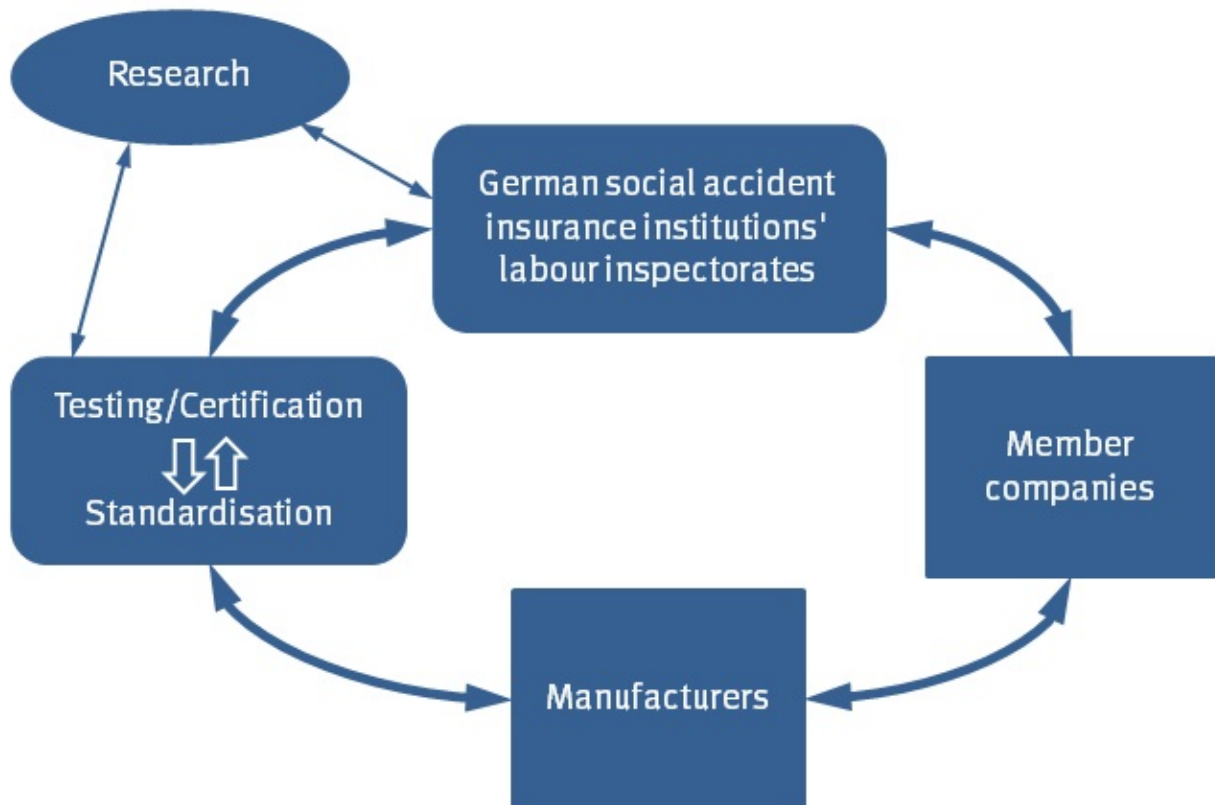 Research
German social accident
insurance institutions'
labour inspectorates
Testing/Certification
Standardisation
Member
companies
Manufacturers